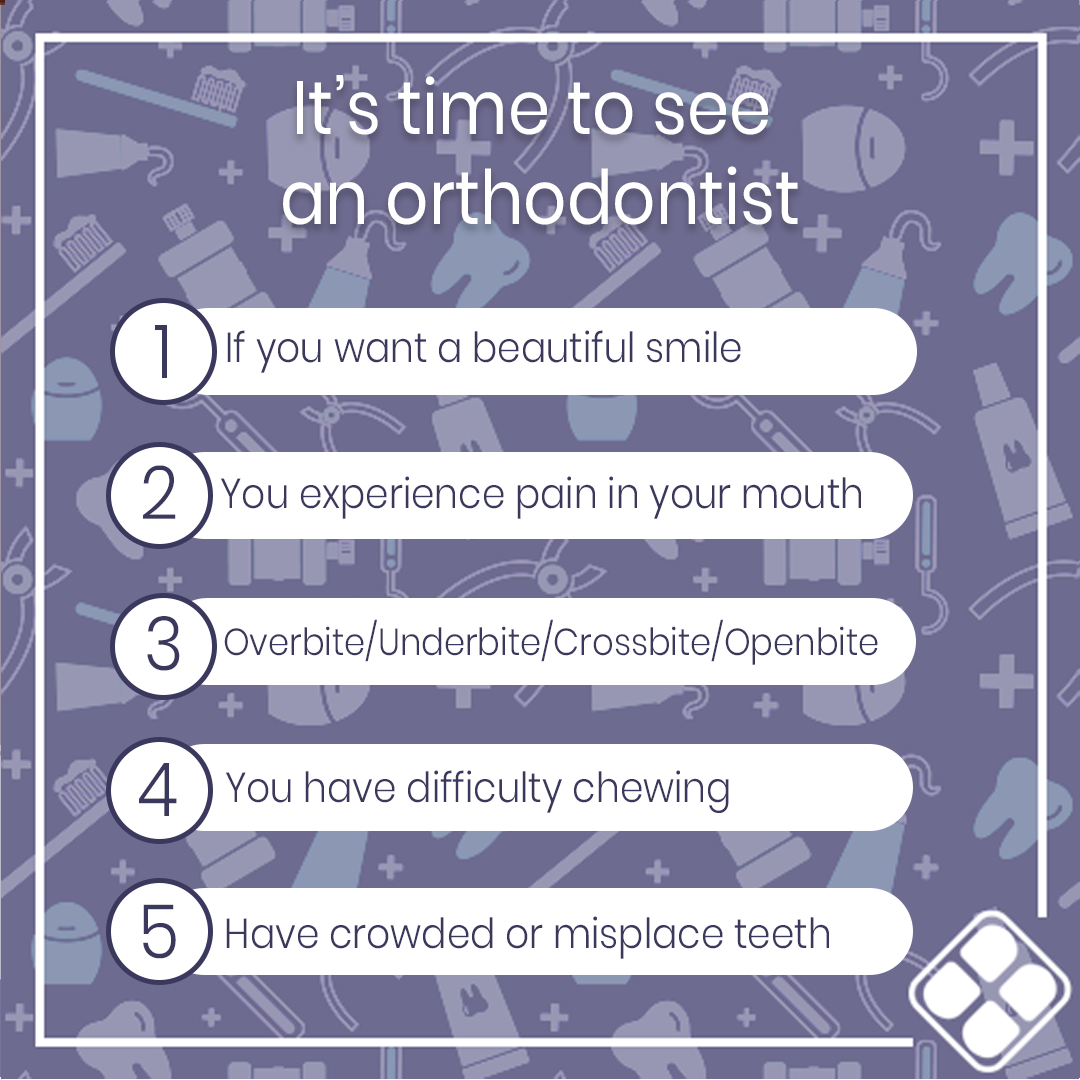 It's time to see
an orthodontist
1 If you want a beautiful smile
2 You experience pain in your mouth
3 Overbite/Underbite/Crossbite/Openbite
4 You have difficulty chewing
5 Have crowded or misplace teeth